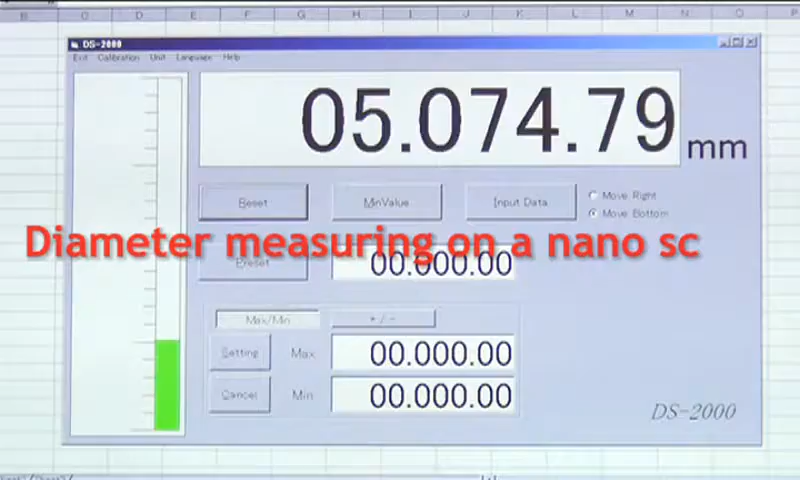 B C D E F G H I J K L M N O P
DS-2000
Exit Calibration Unit Language Help
05.074.79 mm
Reset MinValue Input Data Move Right
Move Bottom
Diameter measuring on a nano sc
Preset 00.000.00
Max/Min + / -
Setting Max 00.000.00
Cancel Min 00.000.00
DS-2000